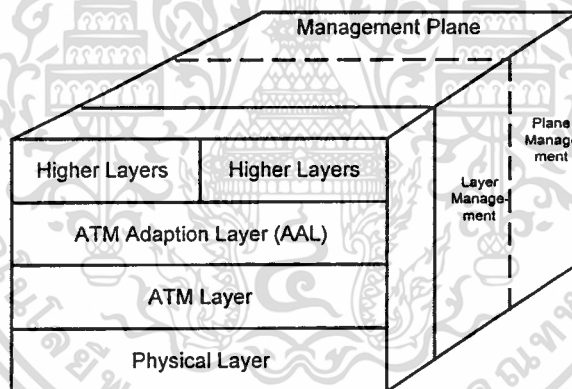 Management Plane
Higher Layers
Higher Layers
ATM Adaption Layer (AAL)
ATM Layer
Physical Layer
Layer
Manage-
ment
Plane
Manage-
ment